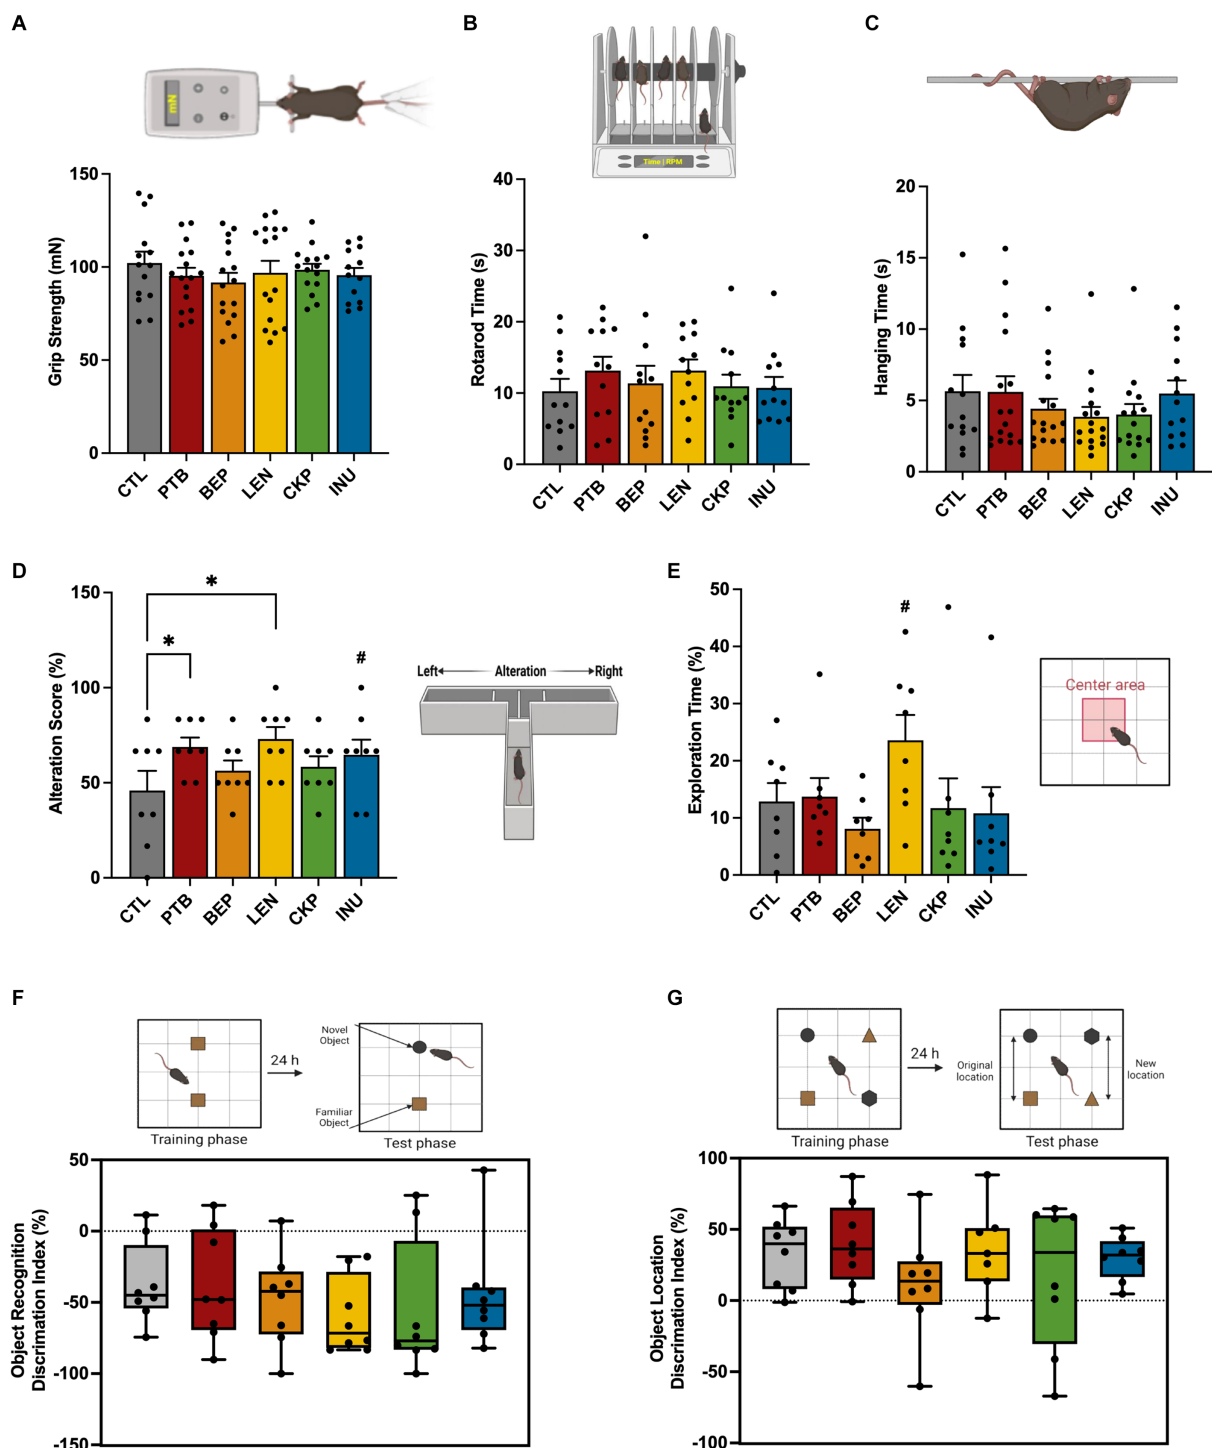 A
mN
150
100
50
0
Grip Strength (mN)
CTL
PTB
BEP
LEN
CKP
INU
B
Time | RPM
40
30
20
10
0
Rotarod Time (s)
CTL
PTB
BEP
LEN
CKP
INU
C
20
15
10
5
0
Hanging Time (s)
CTL
PTB
BEP
LEN
CKP
INU
D
150
100
50
0
Alteration Score (%)
*
*
#
CTL
PTB
BEP
LEN
CKP
INU
Left
Alteration
Right
E
50
40
30
20
10
0
Exploration Time (%)
#
CTL
PTB
BEP
LEN
CKP
INU
Center area
F
24 h
Novel
Object
Familiar
Object
Training phase
Test phase
50
0
-50
-100
-150
Object Recognition
Discrimation Index (%)
G
24 h
Original
location
New
location
Training phase
Test phase
100
50
0
-50
-100
Object Location
Discrimation Index (%)